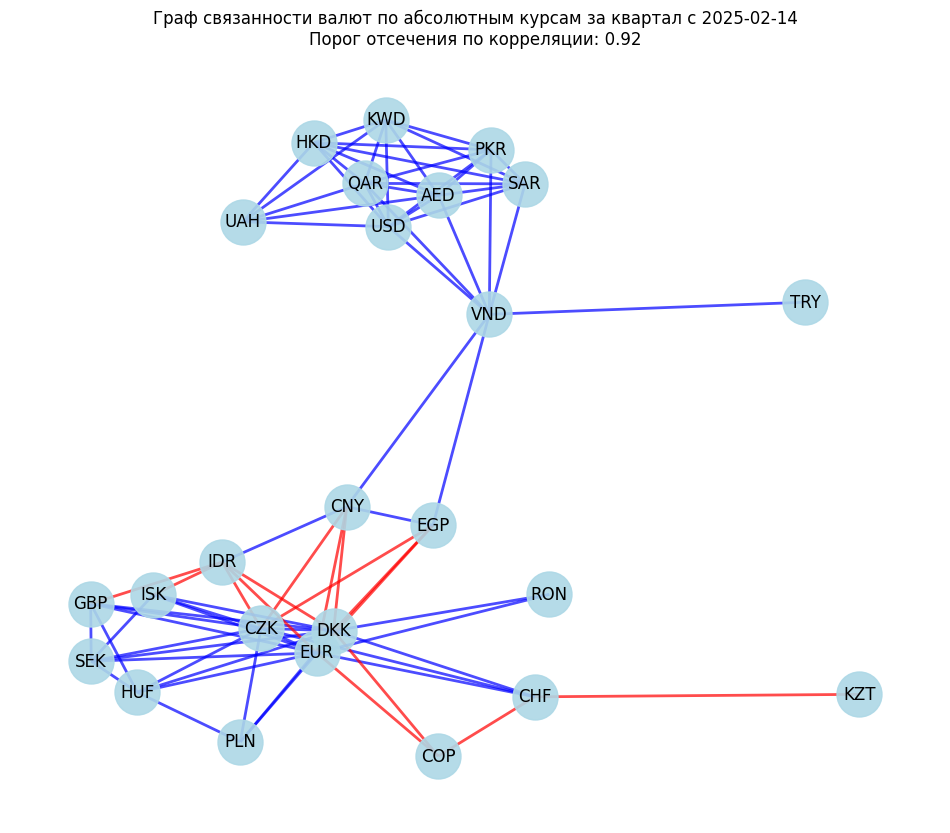 Граф связанности валют по абсолютным курсам за квартал с 2025-02-14
Порог отсечения по корреляции: 0.92
KWD
HKD
PKR
QAR
SAR
AED
UAH
USD
VND
TRY
CNY
EGP
IDR
ISK
GBP
RON
CZK
DKK
EUR
SEK
HUF
CHF
KZT
PLN
COP